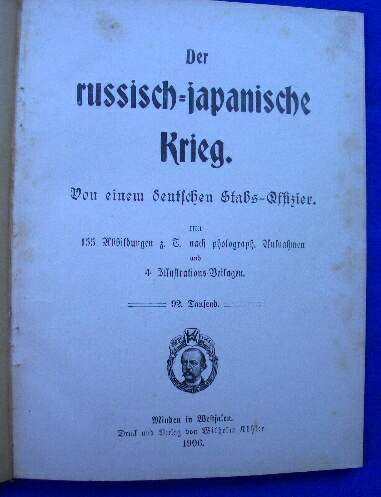 Der
russisch-japanische
Krieg.
Von einem deutschen Stabs-Offizier.
Mit
155 Abbildungen z. T. nach photograph. Aufnahmen
und
4 Illustrations-Beilagen.
92. Tausend.
Minden in Westfalen.
Druck und Verlag von Wilhelm Köhler
1906.